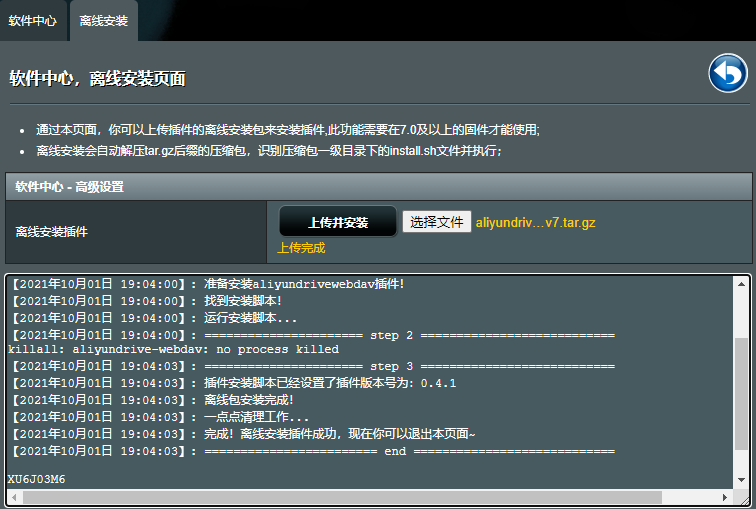 软件中心 离线安装
软件中心，离线安装页面
通过本页面，你可以上传插件的离线安装包来安装插件,此功能需要在7.0及以上的固件才能使用;
离线安装会自动解压tar.gz后缀的压缩包，识别压缩包一级目录下的install.sh文件并执行；
软件中心 - 高级设置
离线安装插件 上传并安装 选择文件 aliyundriv…v7.tar.gz
上传完成
【2021年10月01日 19:04:00】: 准备安装aliyundrivewebdav插件！
【2021年10月01日 19:04:00】: 找到安装脚本！
【2021年10月01日 19:04:00】: 运行安装脚本...
【2021年10月01日 19:04:00】: ====================== step 2 ===========================
killall: aliyundrive-webdav: no process killed
【2021年10月01日 19:04:03】: ====================== step 3 ===========================
【2021年10月01日 19:04:03】: 插件安装脚本已经设置了插件版本号为: 0.4.1
【2021年10月01日 19:04:03】: 离线包安装完成！
【2021年10月01日 19:04:03】: 一点点清理工作...
【2021年10月01日 19:04:03】: 完成！离线安装插件成功，现在你可以退出本页面~
【2021年10月01日 19:04:03】: ======================== end ============================
XU6J03M6